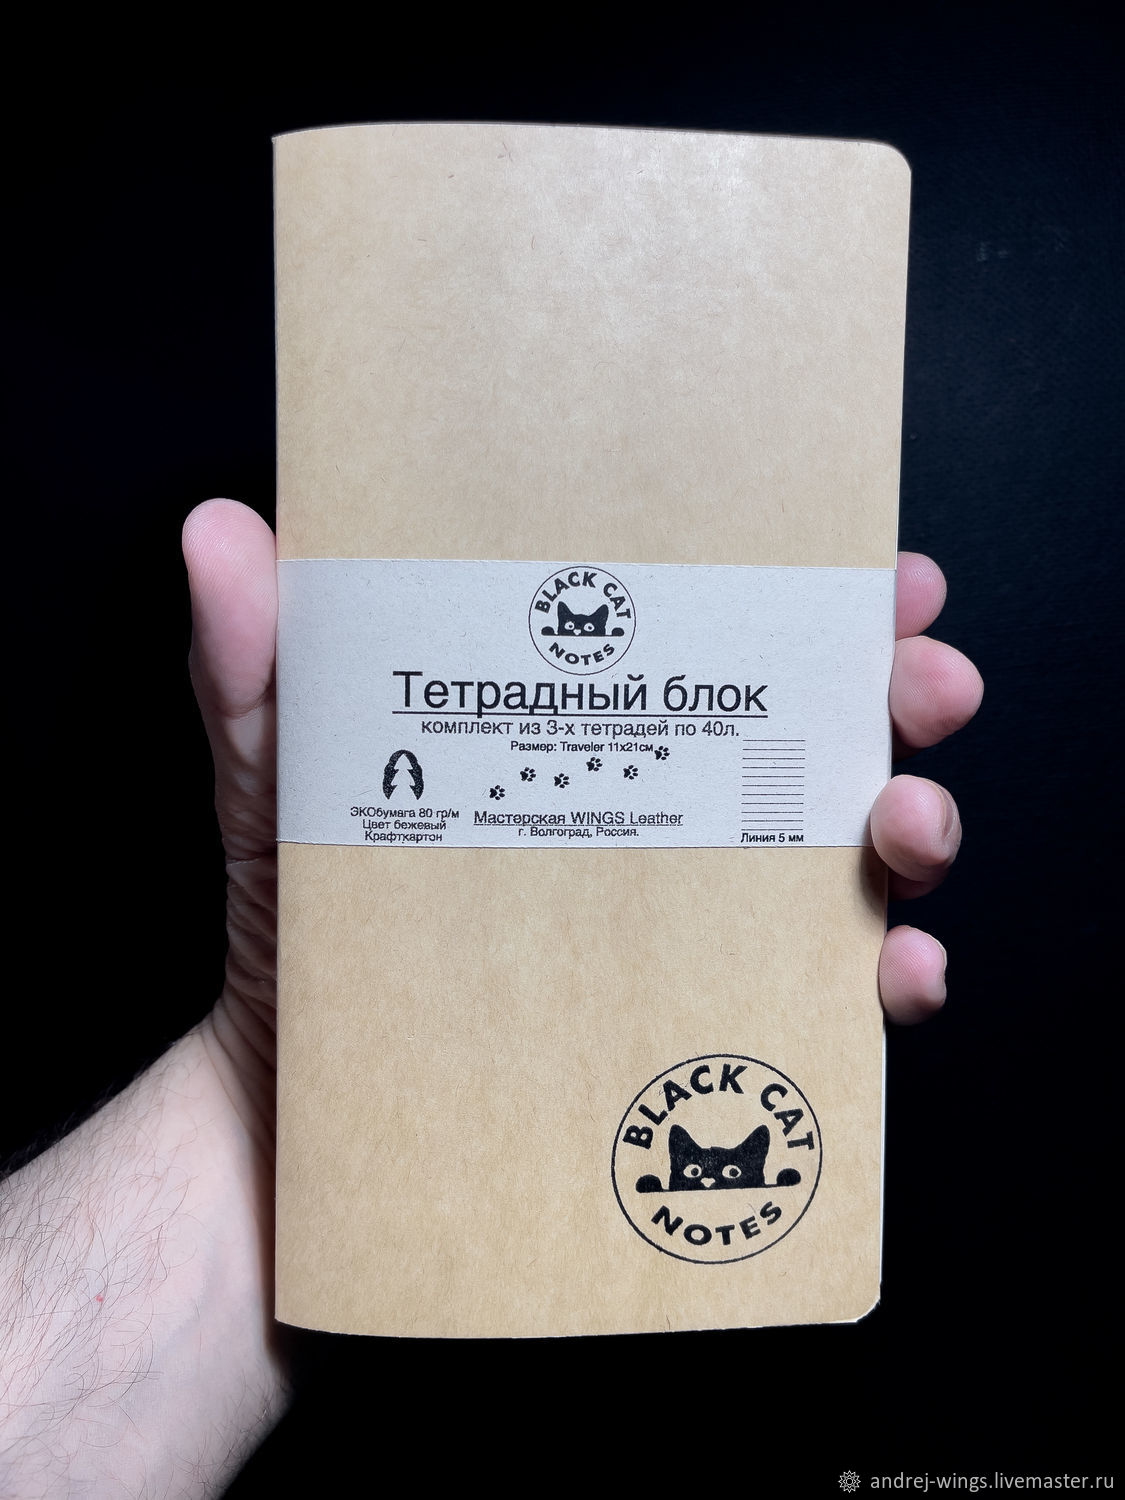 BLACK CAT
NOTES
Тетрадный блок
комплект из 3-х тетрадей по 40л.
Размер: Traveler 11х21см
ЭКОбумага 80 гр/м
Цвет бежевый
Крафткартон
Мастерская WINGS Leather
г. Волгоград, Россия.
Линия 5 мм
BLACK CAT
NOTES
andrej-wings.livemaster.ru